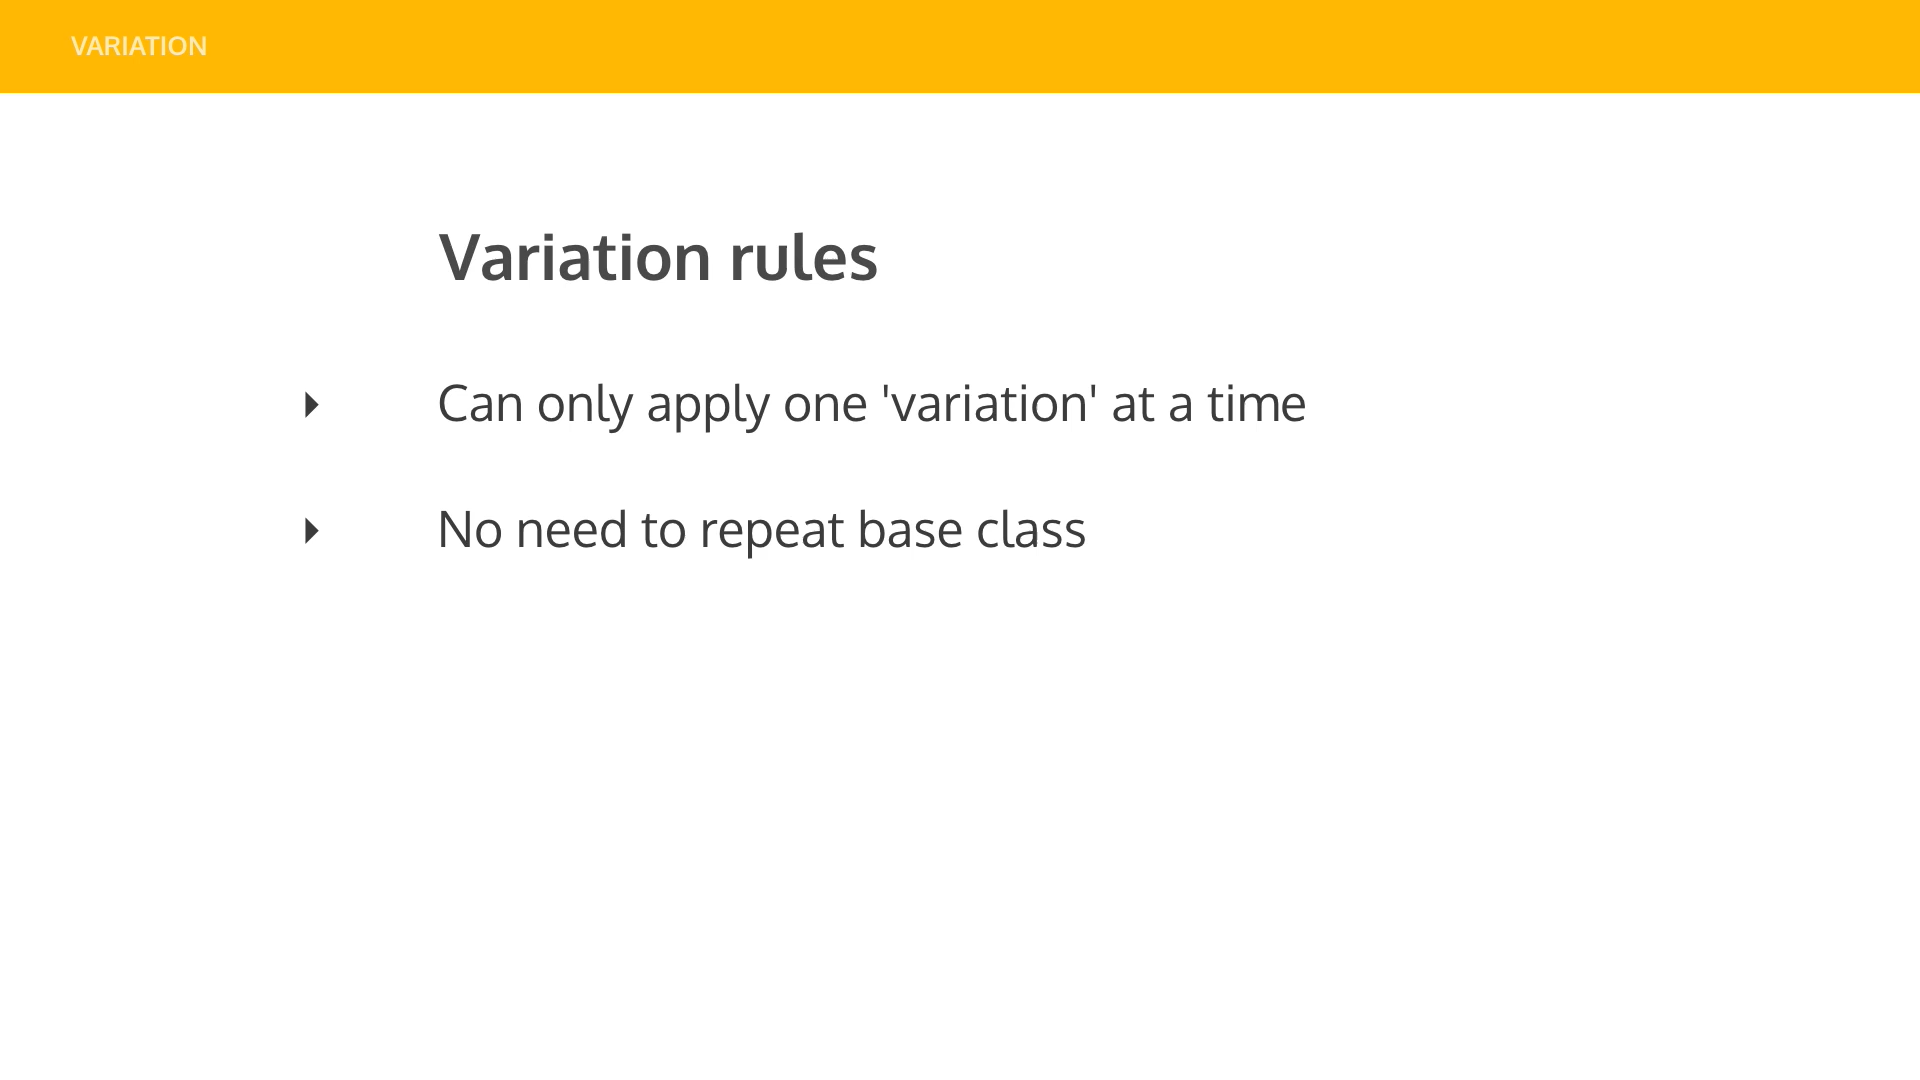 VARIATION
Variation rules
Can only apply one 'variation' at a time
No need to repeat base class